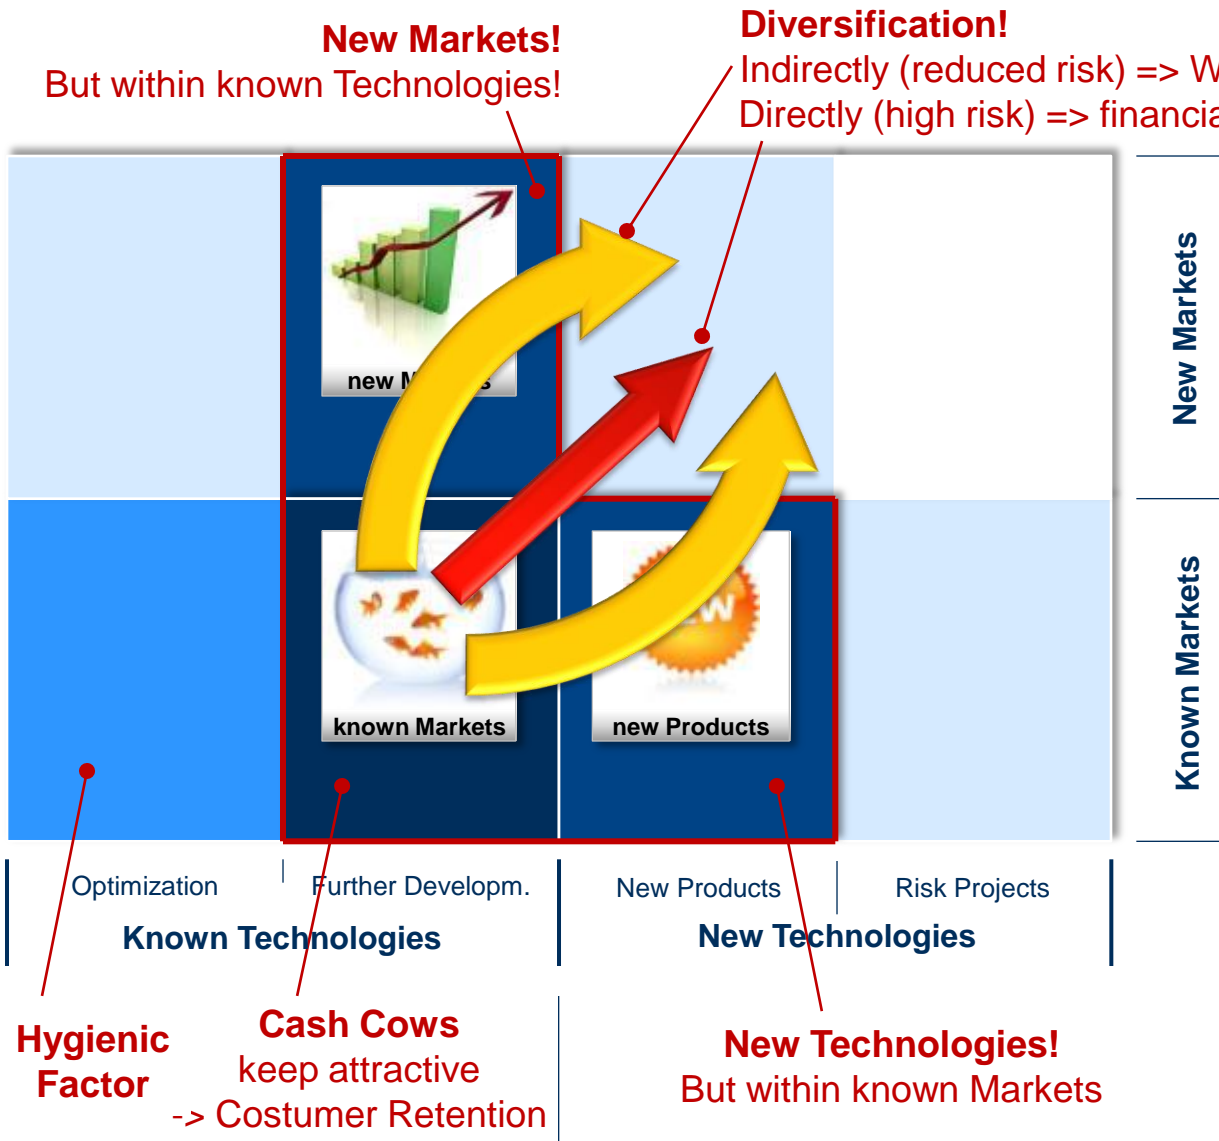 New Markets!
But within known Technologies!
Diversification!
Indirectly (reduced risk) => W
Directly (high risk) => financia
new M s
known Markets
new Products
New Markets
Known Markets
Optimization
Further Developm.
New Products
Risk Projects
Known Technologies
New Technologies
Hygienic
Factor
Cash Cows
keep attractive
-> Costumer Retention
New Technologies!
But within known Markets